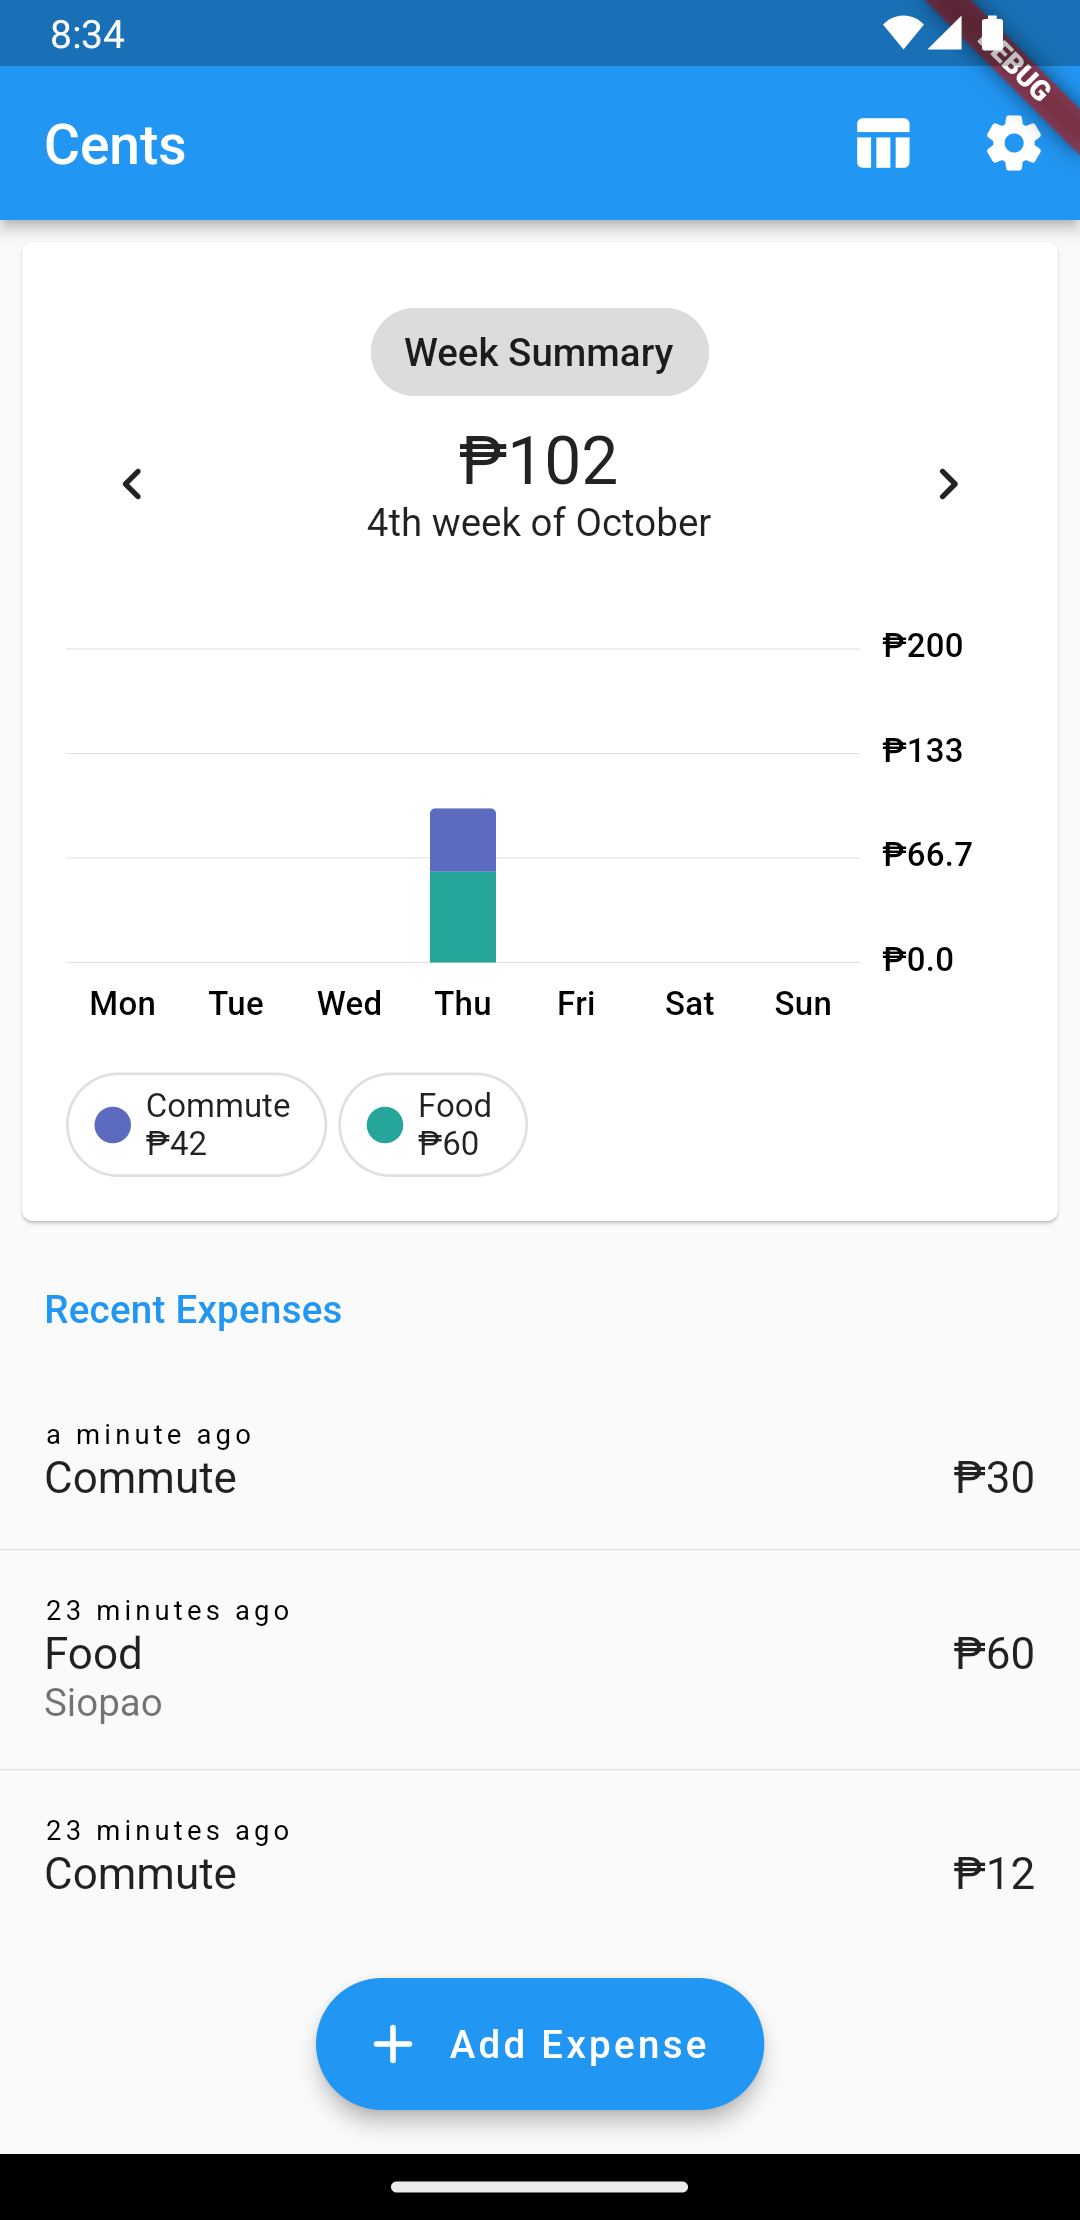 8:34
DEBUG
Cents
Week Summary
₱102
4th week of October
₱200
₱133
₱66.7
₱0.0
Mon Tue Wed Thu Fri Sat Sun
Commute
₱42
Food
₱60
Recent Expenses
a minute ago
Commute ₱30
23 minutes ago
Food ₱60
Siopao
23 minutes ago
Commute ₱12
Add Expense